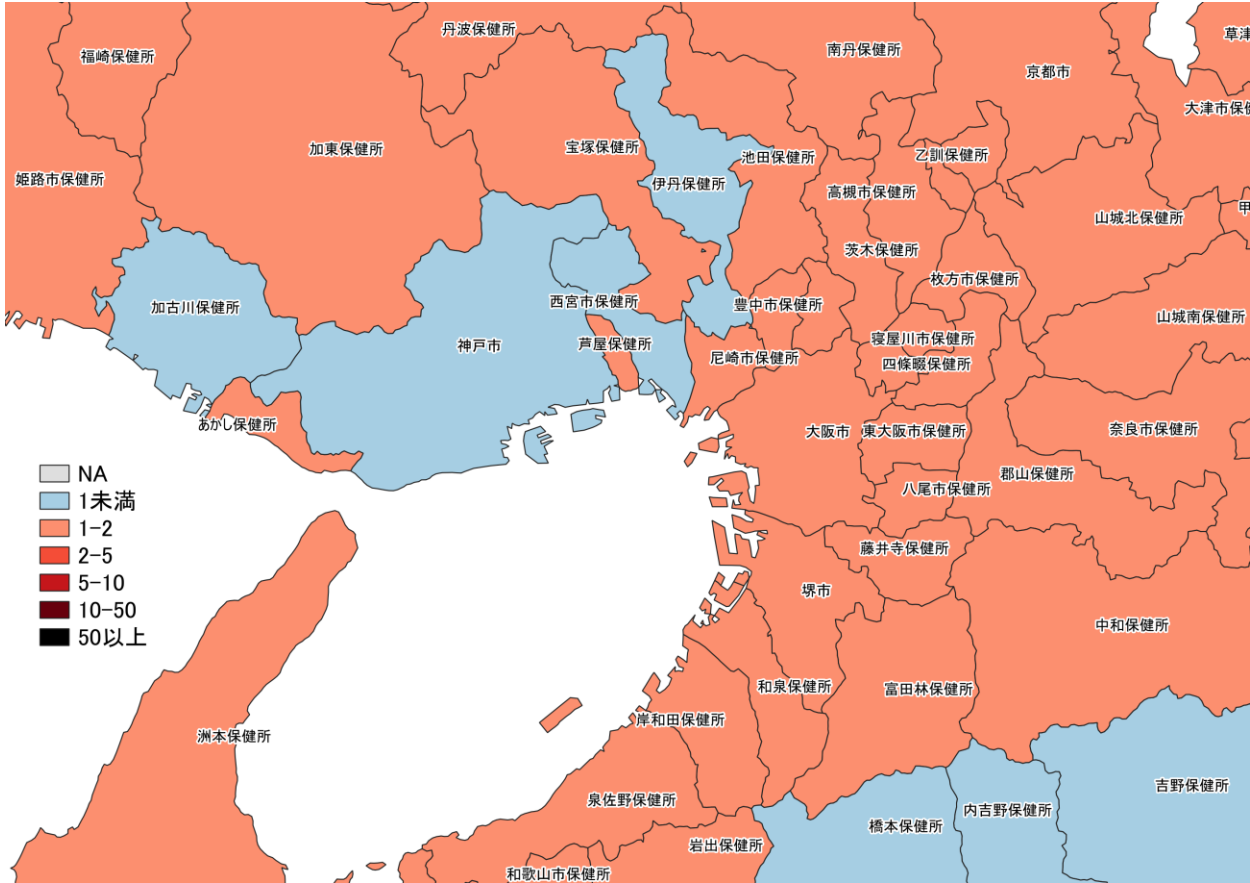 丹波保健所
福崎保健所
南丹保健所
草津
京都市
大津市保健
加東保健所
宝塚保健所
池田保健所
乙訓保健所
姫路市保健所
伊丹保健所
高槻市保健所
山城北保健所
甲
茨木保健所
枚方市保健所
加古川保健所
西宮市保健所
豊中市保健所
山城南保健所
神戸市
芦屋保健所
尼崎市保健所
寝屋川市保健所
四條畷保健所
あかし保健所
大阪市
東大阪市保健所
奈良市保健所
郡山保健所
八尾市保健所
藤井寺保健所
NA
1未満
1-2
2-5
5-10
10-50
50以上
堺市
中和保健所
和泉保健所
富田林保健所
岸和田保健所
洲本保健所
泉佐野保健所
吉野保健所
内吉野保健所
橋本保健所
岩出保健所
和歌山市保健所